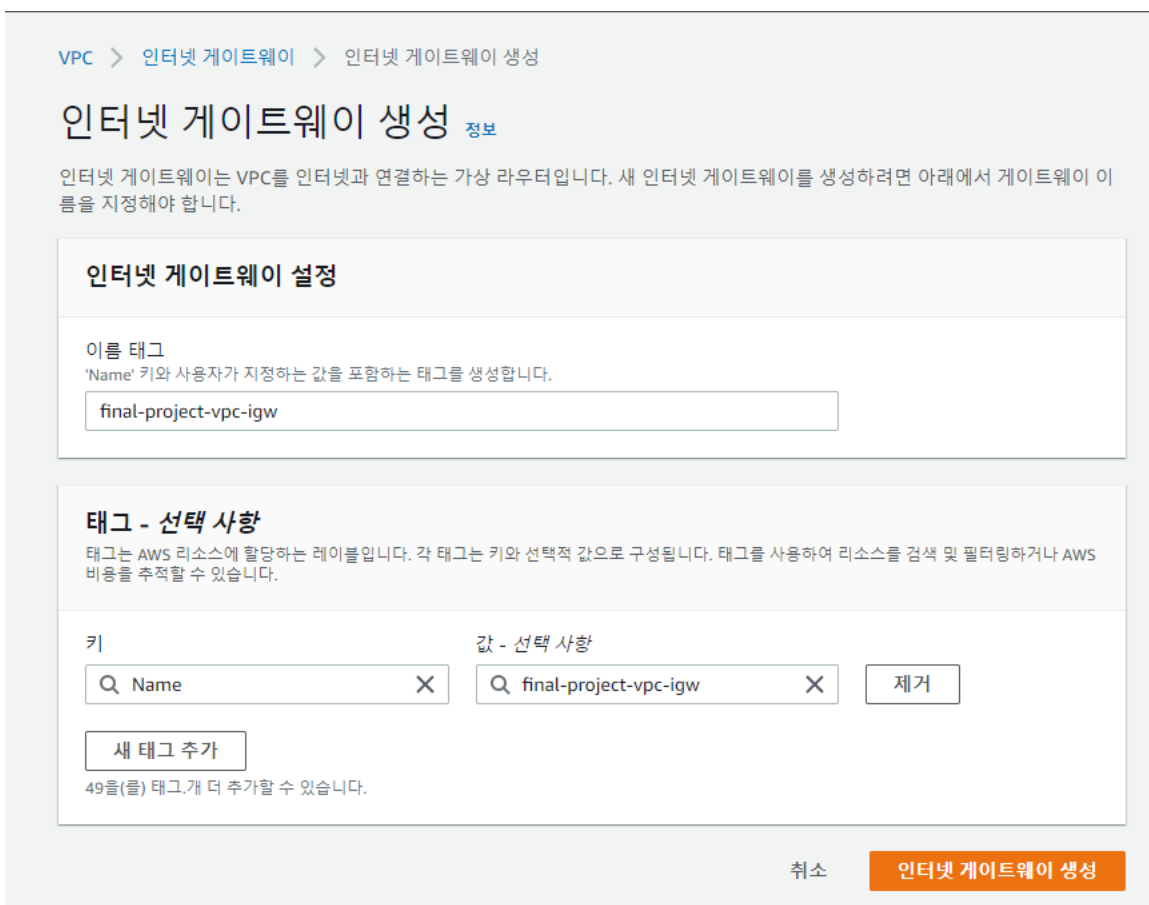 VPC > 인터넷 게이트웨이 > 인터넷 게이트웨이 생성
인터넷 게이트웨이 생성 정보
인터넷 게이트웨이는 VPC를 인터넷과 연결하는 가상 라우터입니다. 새 인터넷 게이트웨이를 생성하려면 아래에서 게이트웨이 이
름을 지정해야 합니다.
인터넷 게이트웨이 설정
이름 태그
'Name' 키와 사용자가 지정하는 값을 포함하는 태그를 생성합니다.
final-project-vpc-igw
태그 - 선택 사항
태그는 AWS 리소스에 할당하는 레이블입니다. 각 태그는 키와 선택적 값으로 구성됩니다. 태그를 사용하여 리소스를 검색 및 필터링하거나 AWS
비용을 추적할 수 있습니다.
키 값 - 선택 사항
Name final-project-vpc-igw 제거
새 태그 추가
49을(를) 태그.개 더 추가할 수 있습니다.
취소 인터넷 게이트웨이 생성